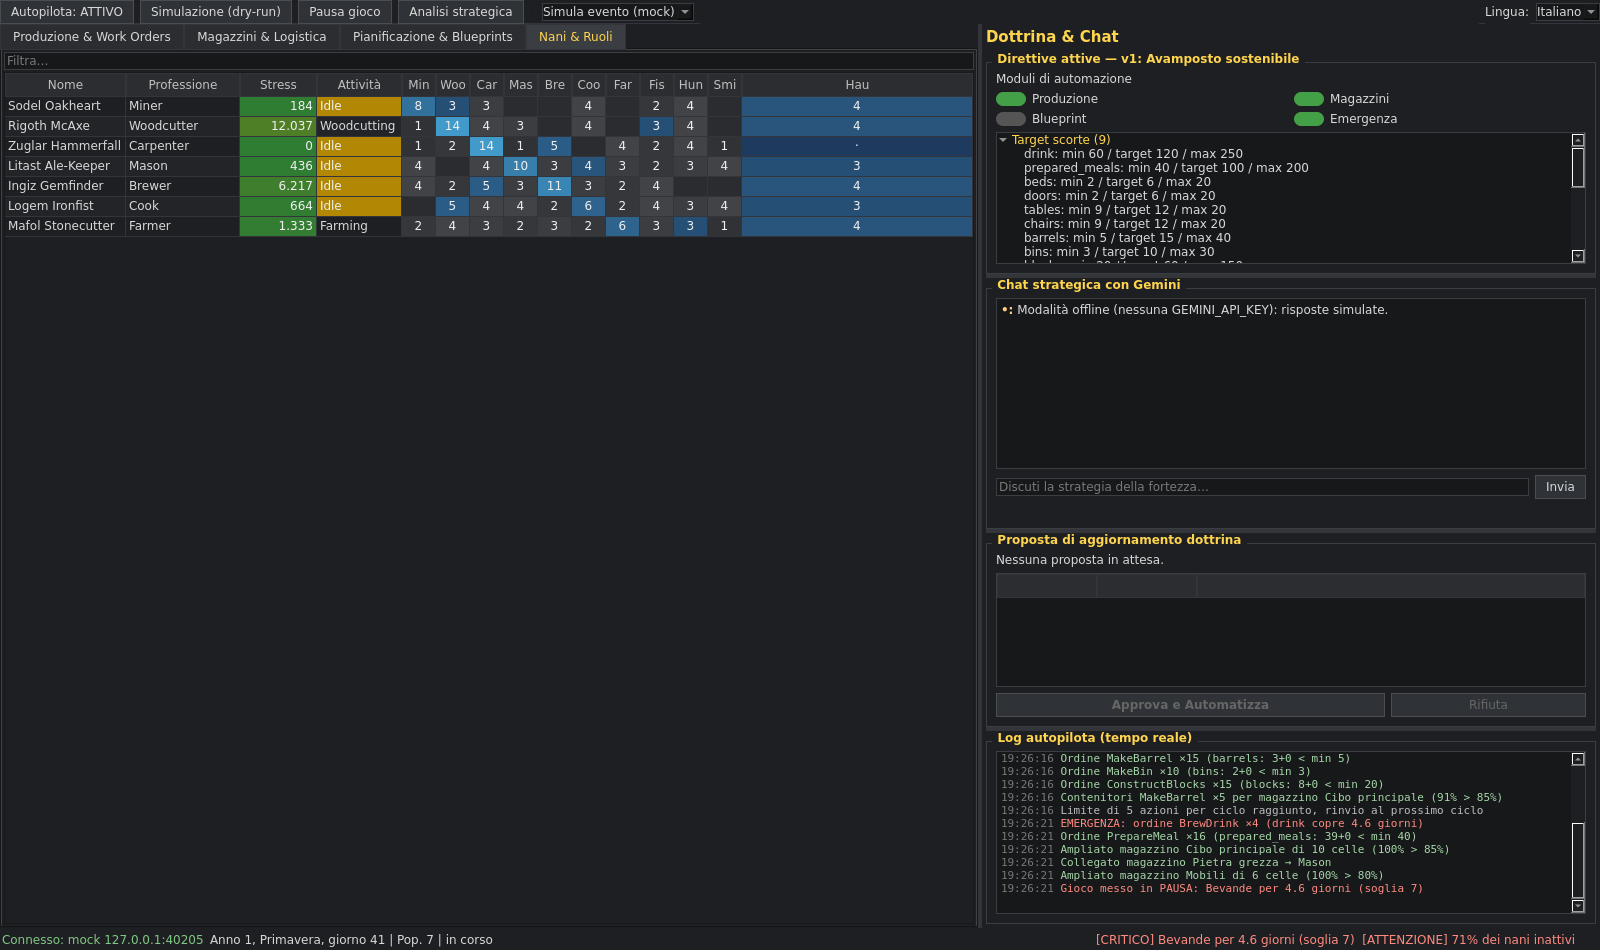 Autopilota: ATTIVO Simulazione (dry-run) Pausa gioco Analisi strategica Simula evento (mock) Lingua: Italiano
Produzione & Work Orders Magazzini & Logistica Pianificazione & Blueprints Nani & Ruoli
Filtra...
Nome Professione Stress Attività Min Woo Car Mas Bre Coo Far Fis Hun Smi Hau
Sodel Oakheart Miner 184 Idle 8 3 3 4 2 4 4
Rigoth McAxe Woodcutter 12.037 Woodcutting 1 14 4 3 4 3 4 4
Zuglar Hammerfall Carpenter 0 Idle 1 2 14 1 5 4 2 4 1 ·
Litast Ale-Keeper Mason 436 Idle 4 4 10 3 4 3 2 3 4 3
Ingiz Gemfinder Brewer 6.217 Idle 4 2 5 3 11 3 2 4 4
Logem Ironfist Cook 664 Idle 5 4 4 2 6 2 4 3 4 3
Mafol Stonecutter Farmer 1.333 Farming 2 4 3 2 3 2 6 3 3 1 4
Dottrina & Chat
Direttive attive — v1: Avamposto sostenibile
Moduli di automazione
Produzione Magazzini
Blueprint Emergenza
Target scorte (9)
drink: min 60 / target 120 / max 250
prepared_meals: min 40 / target 100 / max 200
beds: min 2 / target 6 / max 20
doors: min 2 / target 6 / max 20
tables: min 9 / target 12 / max 20
chairs: min 9 / target 12 / max 20
barrels: min 5 / target 15 / max 40
bins: min 3 / target 10 / max 30
Chat strategica con Gemini
•: Modalità offline (nessuna GEMINI_API_KEY): risposte simulate.
Discuti la strategia della fortezza...
Invia
Proposta di aggiornamento dottrina
Nessuna proposta in attesa.
Approva e Automatizza Rifiuta
Log autopilota (tempo reale)
19:26:16 Ordine MakeBarrel ×15 (barrels: 3+0 < min 5)
19:26:16 Ordine MakeBin ×10 (bins: 2+0 < min 3)
19:26:16 Ordine ConstructBlocks ×15 (blocks: 8+0 < min 20)
19:26:16 Contenitori MakeBarrel ×5 per magazzino Cibo principale (91% > 85%)
19:26:16 Limite di 5 azioni per ciclo raggiunto, rinvio al prossimo ciclo
19:26:21 EMERGENZA: ordine BrewDrink ×4 (drink copre 4.6 giorni)
19:26:21 Ordine PrepareMeal ×16 (prepared_meals: 39+0 < min 40)
19:26:21 Ampliato magazzino Cibo principale di 10 celle (100% > 85%)
19:26:21 Collegato magazzino Pietra grezza → Mason
19:26:21 Ampliato magazzino Mobili di 6 celle (100% > 80%)
19:26:21 Gioco messo in PAUSA: Bevande per 4.6 giorni (soglia 7)
Connesso: mock 127.0.0.1:40205 Anno 1, Primavera, giorno 41 | Pop. 7 | in corso [CRITICO] Bevande per 4.6 giorni (soglia 7) [ATTENZIONE] 71% dei nani inattivi